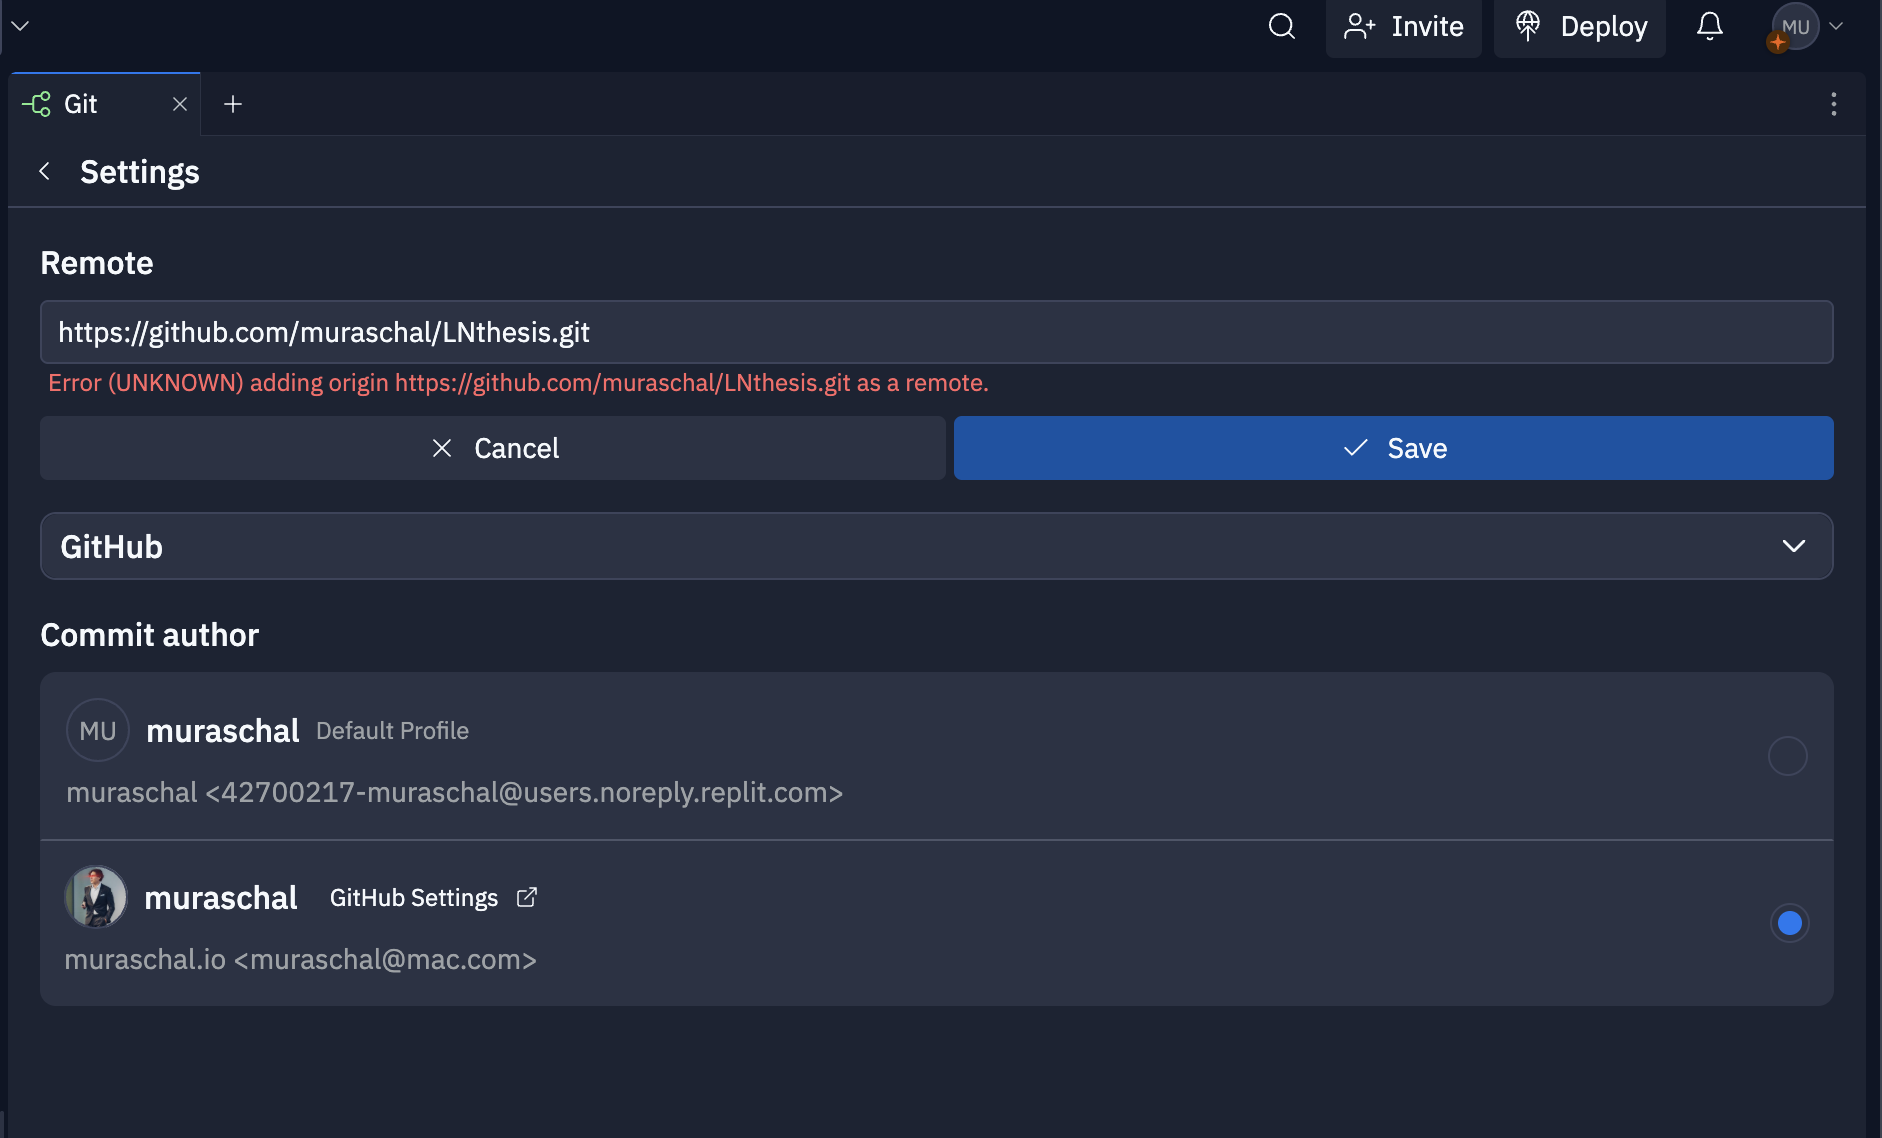 Invite
Deploy
MU
Git
Settings
Remote
https://github.com/muraschal/LNthesis.git
Error (UNKNOWN) adding origin https://github.com/muraschal/LNthesis.git as a remote.
Cancel
Save
GitHub
Commit author
MU
muraschal Default Profile
muraschal <42700217-muraschal@users.noreply.replit.com>
muraschal GitHub Settings
muraschal.io <muraschal@mac.com>